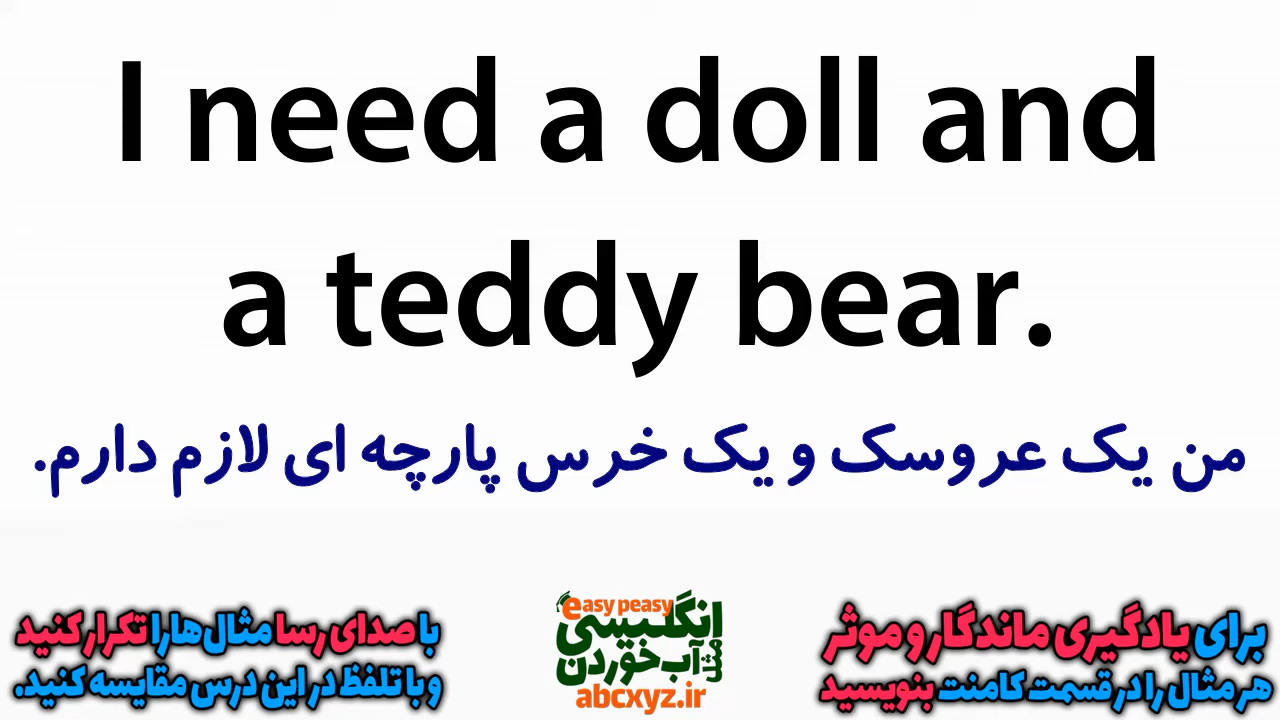 I need a doll and
a teddy bear.
من یک عروسک و یک خرس پارچه ای لازم دارم.
برای یادگیری ماندگار و موثر
هر مثال را در قسمت کامنت بنویسید
easy peasy
انگلیسی
مثل آب خوردن
abcxyz.ir
با صدای رسا مثال‌ها را تکرار کنید
و با تلفظ در این درس مقایسه کنید.